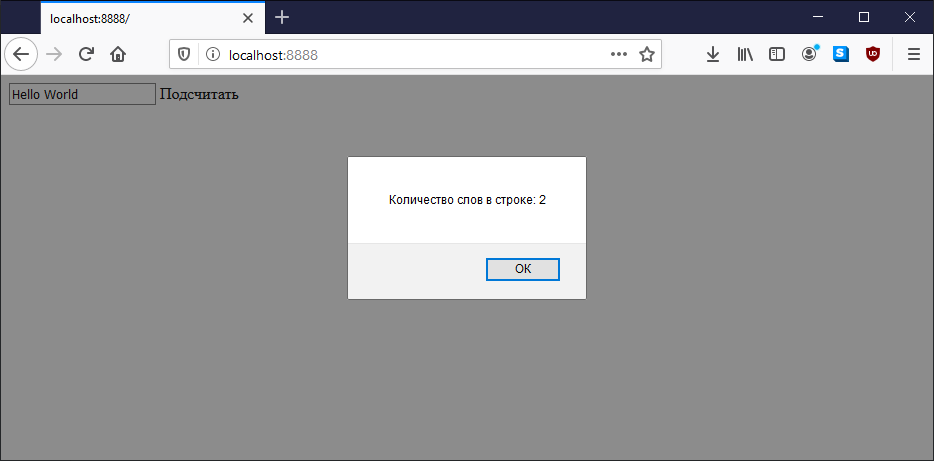 localhost:8888/
localhost:8888
Hello World Подсчитать
Количество слов в строке: 2
OK